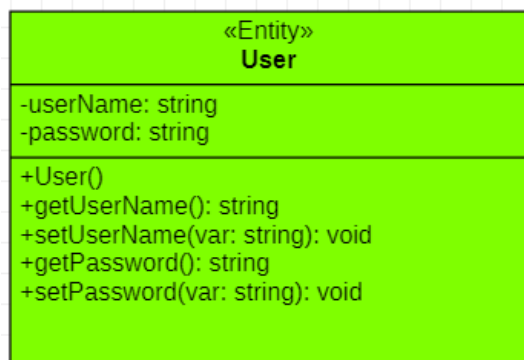 «Entity»
User
-userName: string
-password: string
+User()
+getUserName(): string
+setUserName(var: string): void
+getPassword(): string
+setPassword(var: string): void